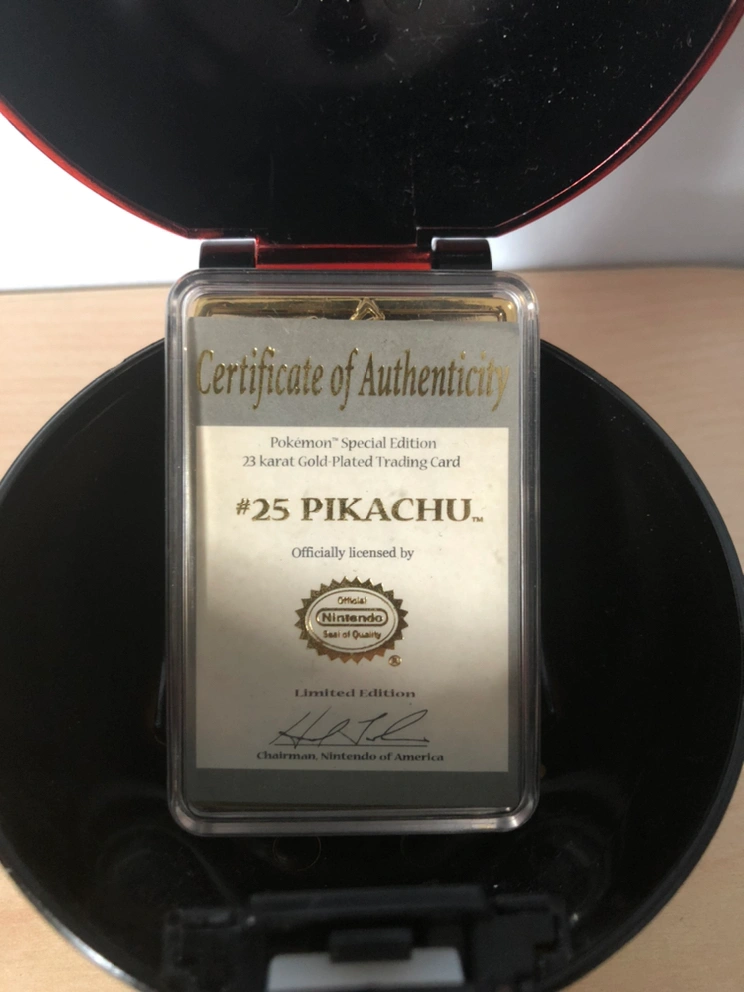 Certificate of Authenticity
Pokémon™ Special Edition
23 karat Gold-Plated Trading Card
#25 PIKACHU™
Officially licensed by
Official
Nintendo
Seal of Quality
®
Limited Edition
Chairman, Nintendo of America